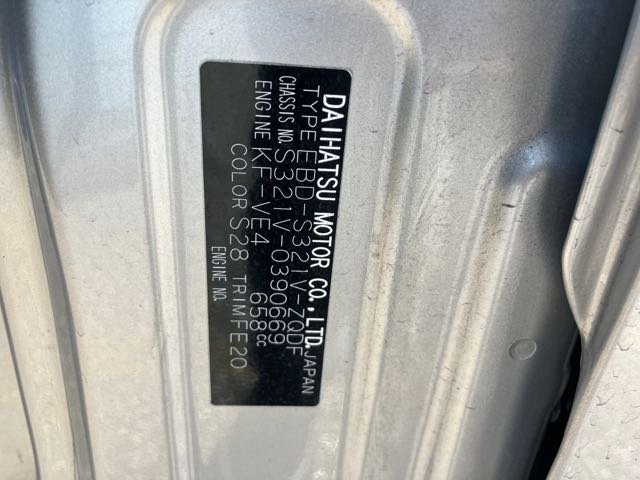 DAIHATSU MOTOR CO., LTD. JAPAN
TYPE EBD-S321V-ZQDF
CHASSIS NO. S321V-0390669
ENGINE KF-VE4 658cc
COLOR S28 TRIM FE20
ENGINE NO.